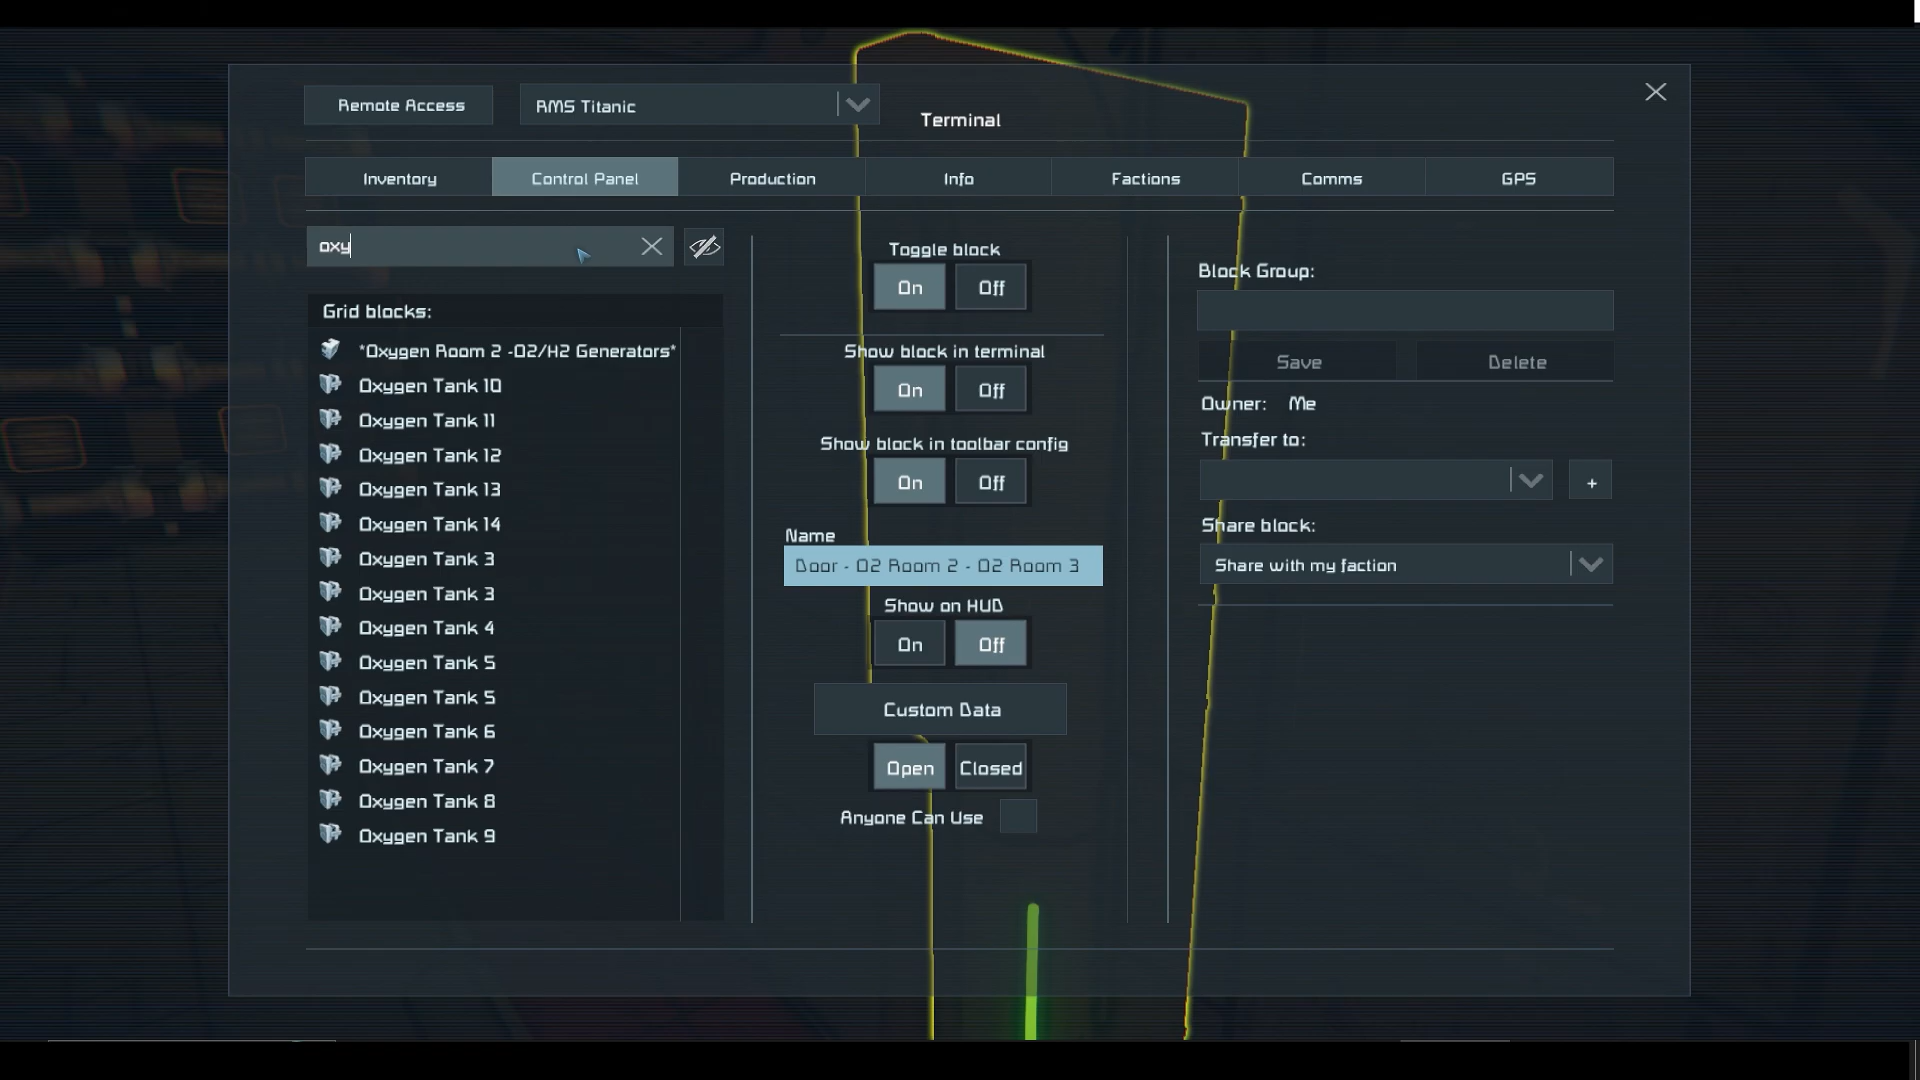 Remote Access
RMS Titanic
Terminal
Inventory
Control Panel
Production
Info
Factions
Comms
GPS
oxy
Grid blocks:
*Oxygen Room 2 -O2/H2 Generators*
Oxygen Tank 10
Oxygen Tank 11
Oxygen Tank 12
Oxygen Tank 13
Oxygen Tank 14
Oxygen Tank 3
Oxygen Tank 3
Oxygen Tank 4
Oxygen Tank 5
Oxygen Tank 5
Oxygen Tank 6
Oxygen Tank 7
Oxygen Tank 8
Oxygen Tank 9
Toggle block
On Off
Show block in terminal
On Off
Show block in toolbar config
On Off
Name
Door - O2 Room 2 - O2 Room 3
Show on HUD
On Off
Custom Data
Open Closed
Anyone Can Use
Block Group:
Save Delete
Owner: Me
Transfer to:
+
Share block:
Share with my faction